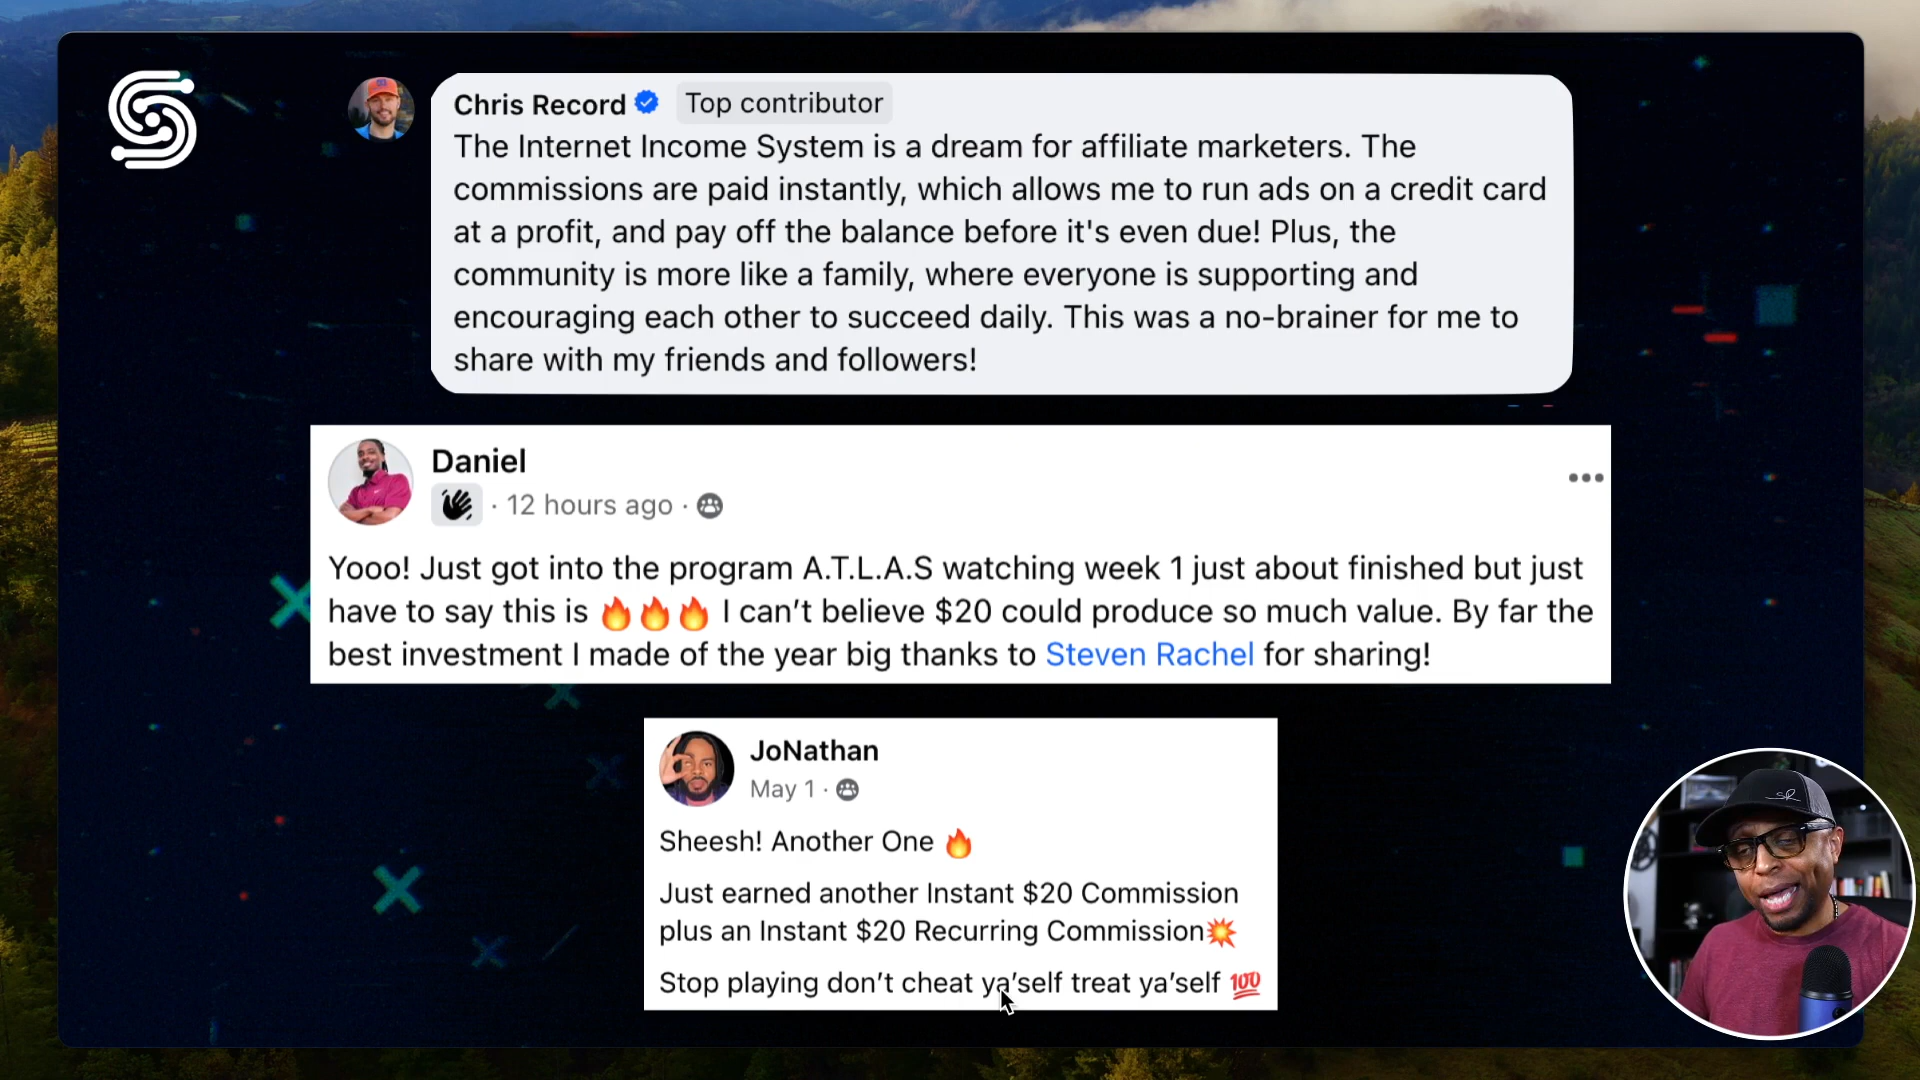 Chris Record Top contributor
The Internet Income System is a dream for affiliate marketers. The
commissions are paid instantly, which allows me to run ads on a credit card
at a profit, and pay off the balance before it's even due! Plus, the
community is more like a family, where everyone is supporting and
encouraging each other to succeed daily. This was a no-brainer for me to
share with my friends and followers!
Daniel
👋 · 12 hours ago ·
Yooo! Just got into the program A.T.L.A.S watching week 1 just about finished but just
have to say this is 🔥🔥🔥 I can’t believe $20 could produce so much value. By far the
best investment I made of the year big thanks to Steven Rachel for sharing!
JoNathan
May 1 ·
Sheesh! Another One 🔥
Just earned another Instant $20 Commission
plus an Instant $20 Recurring Commission💥
Stop playing don’t cheat ya’self treat ya’self 💯
SR